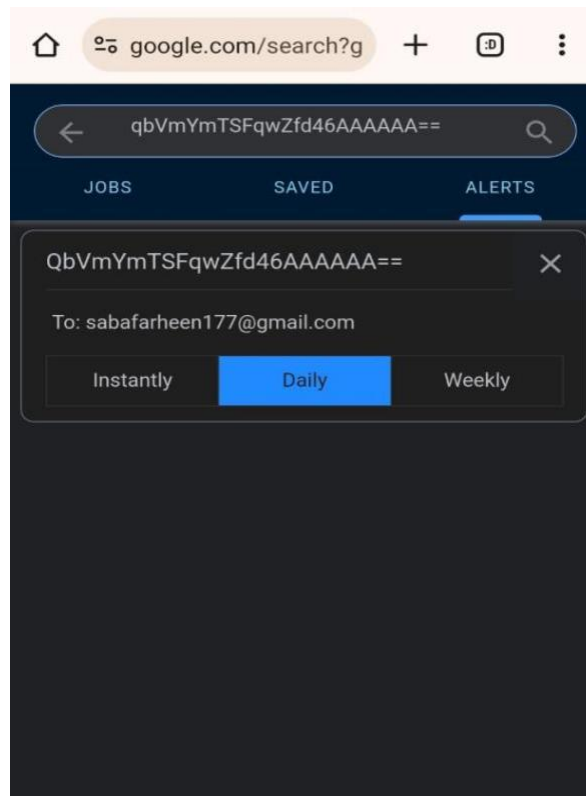 google.com/search?g
:D
qbVmYmTSFqwZfd46AAAAAA==
JOBS SAVED ALERTS
QbVmYmTSFqwZfd46AAAAAA==
To: sabafarheen177@gmail.com
Instantly Daily Weekly